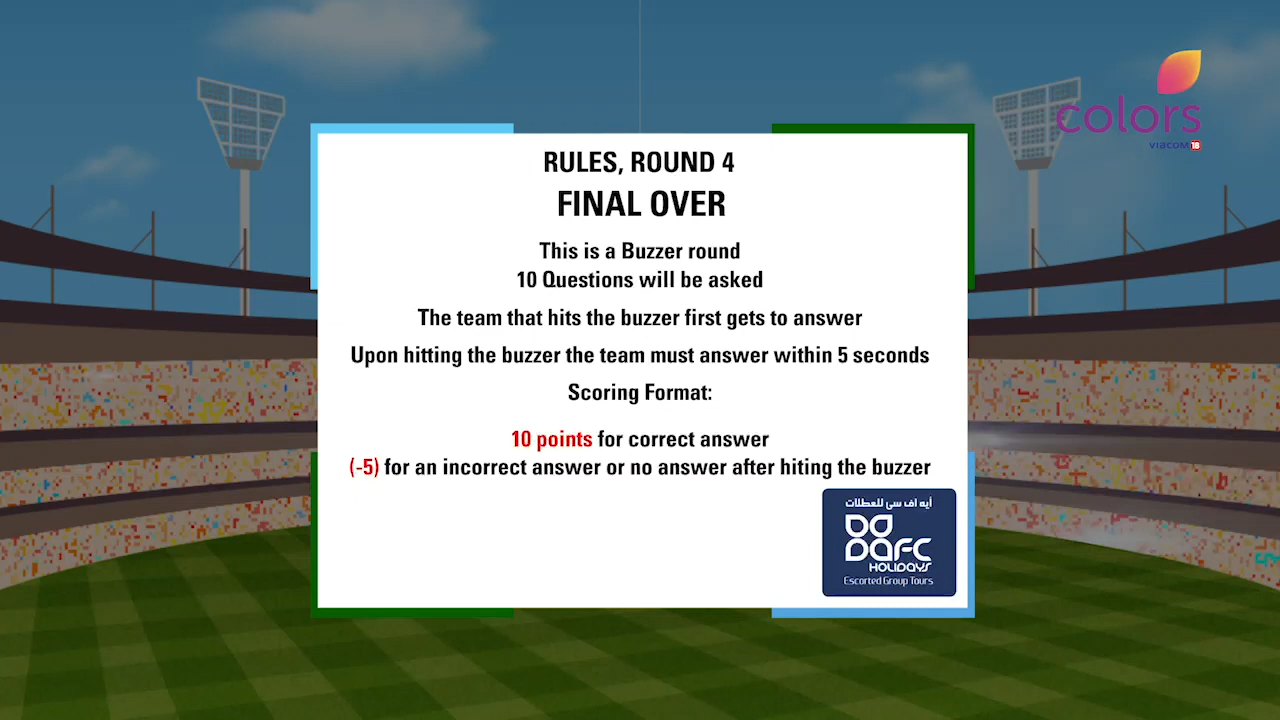 colors
VIACOM18
RULES, ROUND 4
FINAL OVER
This is a Buzzer round
10 Questions will be asked
The team that hits the buzzer first gets to answer
Upon hitting the buzzer the team must answer within 5 seconds
Scoring Format:
10 points for correct answer
(-5) for an incorrect answer or no answer after hiting the buzzer
أيه اف سي للعطلات
DAFC
HOLIDAYS
Escorted Group Tours